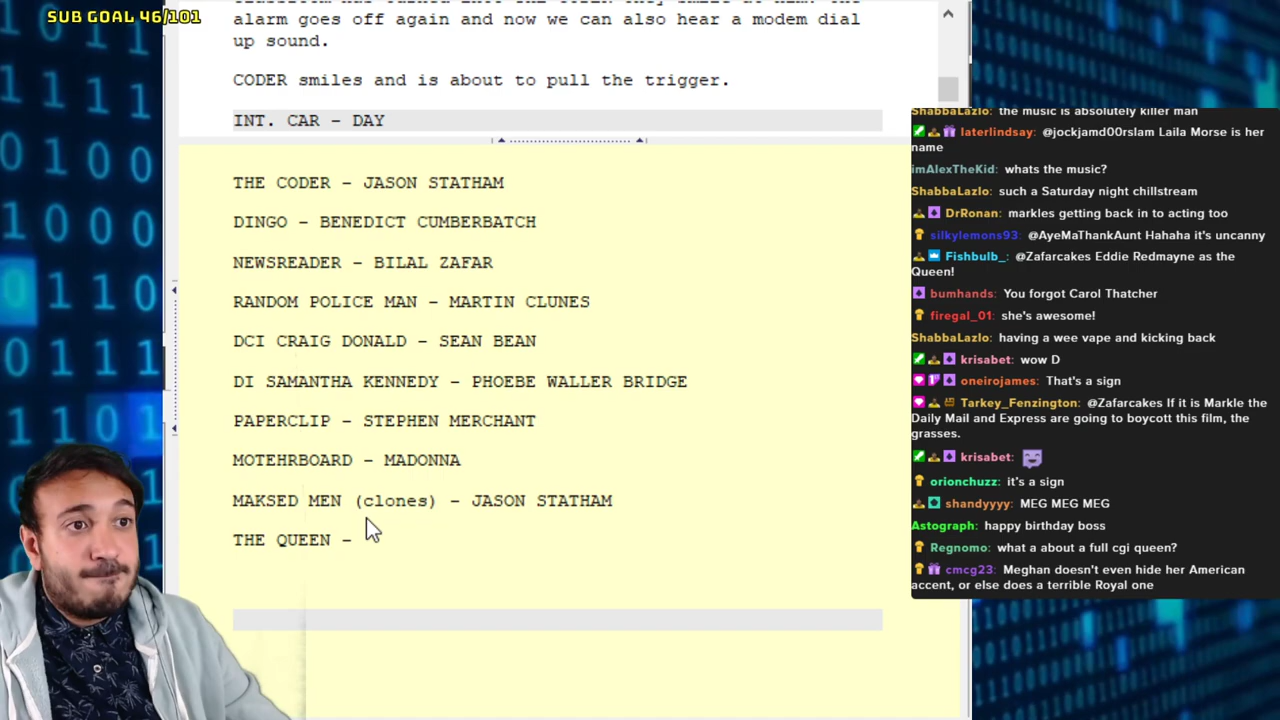 SUB GOAL 46/101
alarm goes off again and now we can also hear a modem dial
up sound.
CODER smiles and is about to pull the trigger.
INT. CAR - DAY
THE CODER - JASON STATHAM
DINGO - BENEDICT CUMBERBATCH
NEWSREADER - BILAL ZAFAR
RANDOM POLICE MAN - MARTIN CLUNES
DCI CRAIG DONALD - SEAN BEAN
DI SAMANTHA KENNEDY - PHOEBE WALLER BRIDGE
PAPERCLIP - STEPHEN MERCHANT
MOTEHRBOARD - MADONNA
MAKSED MEN (clones) - JASON STATHAM
THE QUEEN -
ShabbaLazlo: the music is absolutely killer man
laterlindsay: @jockjamd00rslam Laila Morse is her
name
imAlexTheKid: whats the music?
ShabbaLazlo: such a Saturday night chillstream
DrRonan: markles getting back in to acting too
silkylemons93: @AyeMaThankAunt Hahaha it's uncanny
Fishbulb_: @Zafarcakes Eddie Redmayne as the
Queen!
bumhands: You forgot Carol Thatcher
firegal_01: she's awesome!
ShabbaLazlo: having a wee vape and kicking back
krisabet: wow D
oneirojames: That's a sign
Tarkey_Fenzington: @Zafarcakes If it is Markle the
Daily Mail and Express are going to boycott this film, the
grasses.
krisabet:
orionchuzz: it's a sign
shandyyyy: MEG MEG MEG
Astograph: happy birthday boss
Regnomo: what a about a full cgi queen?
cmcg23: Meghan doesn't even hide her American
accent, or else does a terrible Royal one